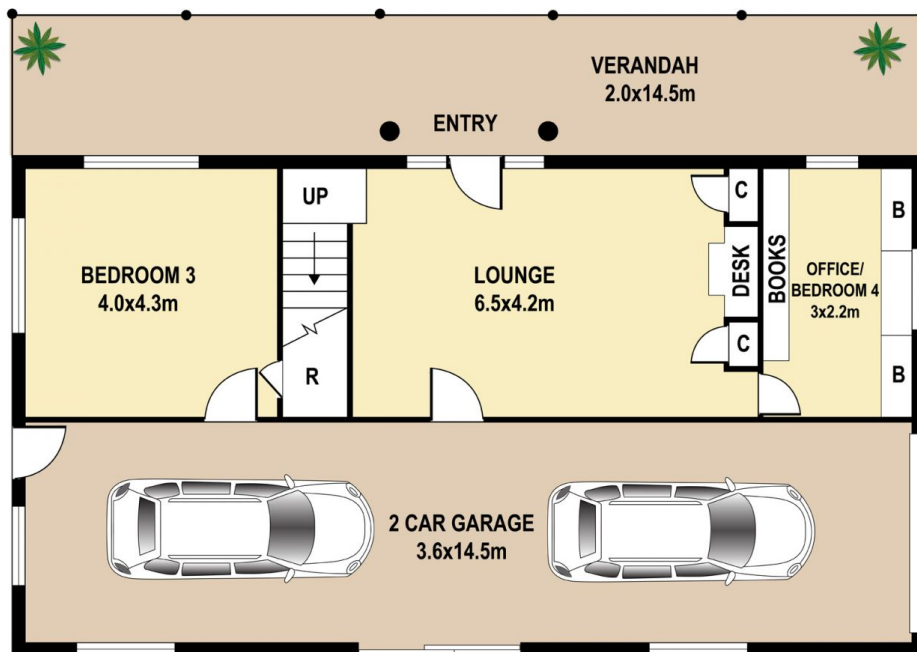 VERANDAH
2.0x14.5m
ENTRY
UP
BEDROOM 3
4.0x4.3m
R
LOUNGE
6.5x4.2m
C
DESK
C
BOOKS
OFFICE/
BEDROOM 4
3x2.2m
B
B
2 CAR GARAGE
3.6x14.5m